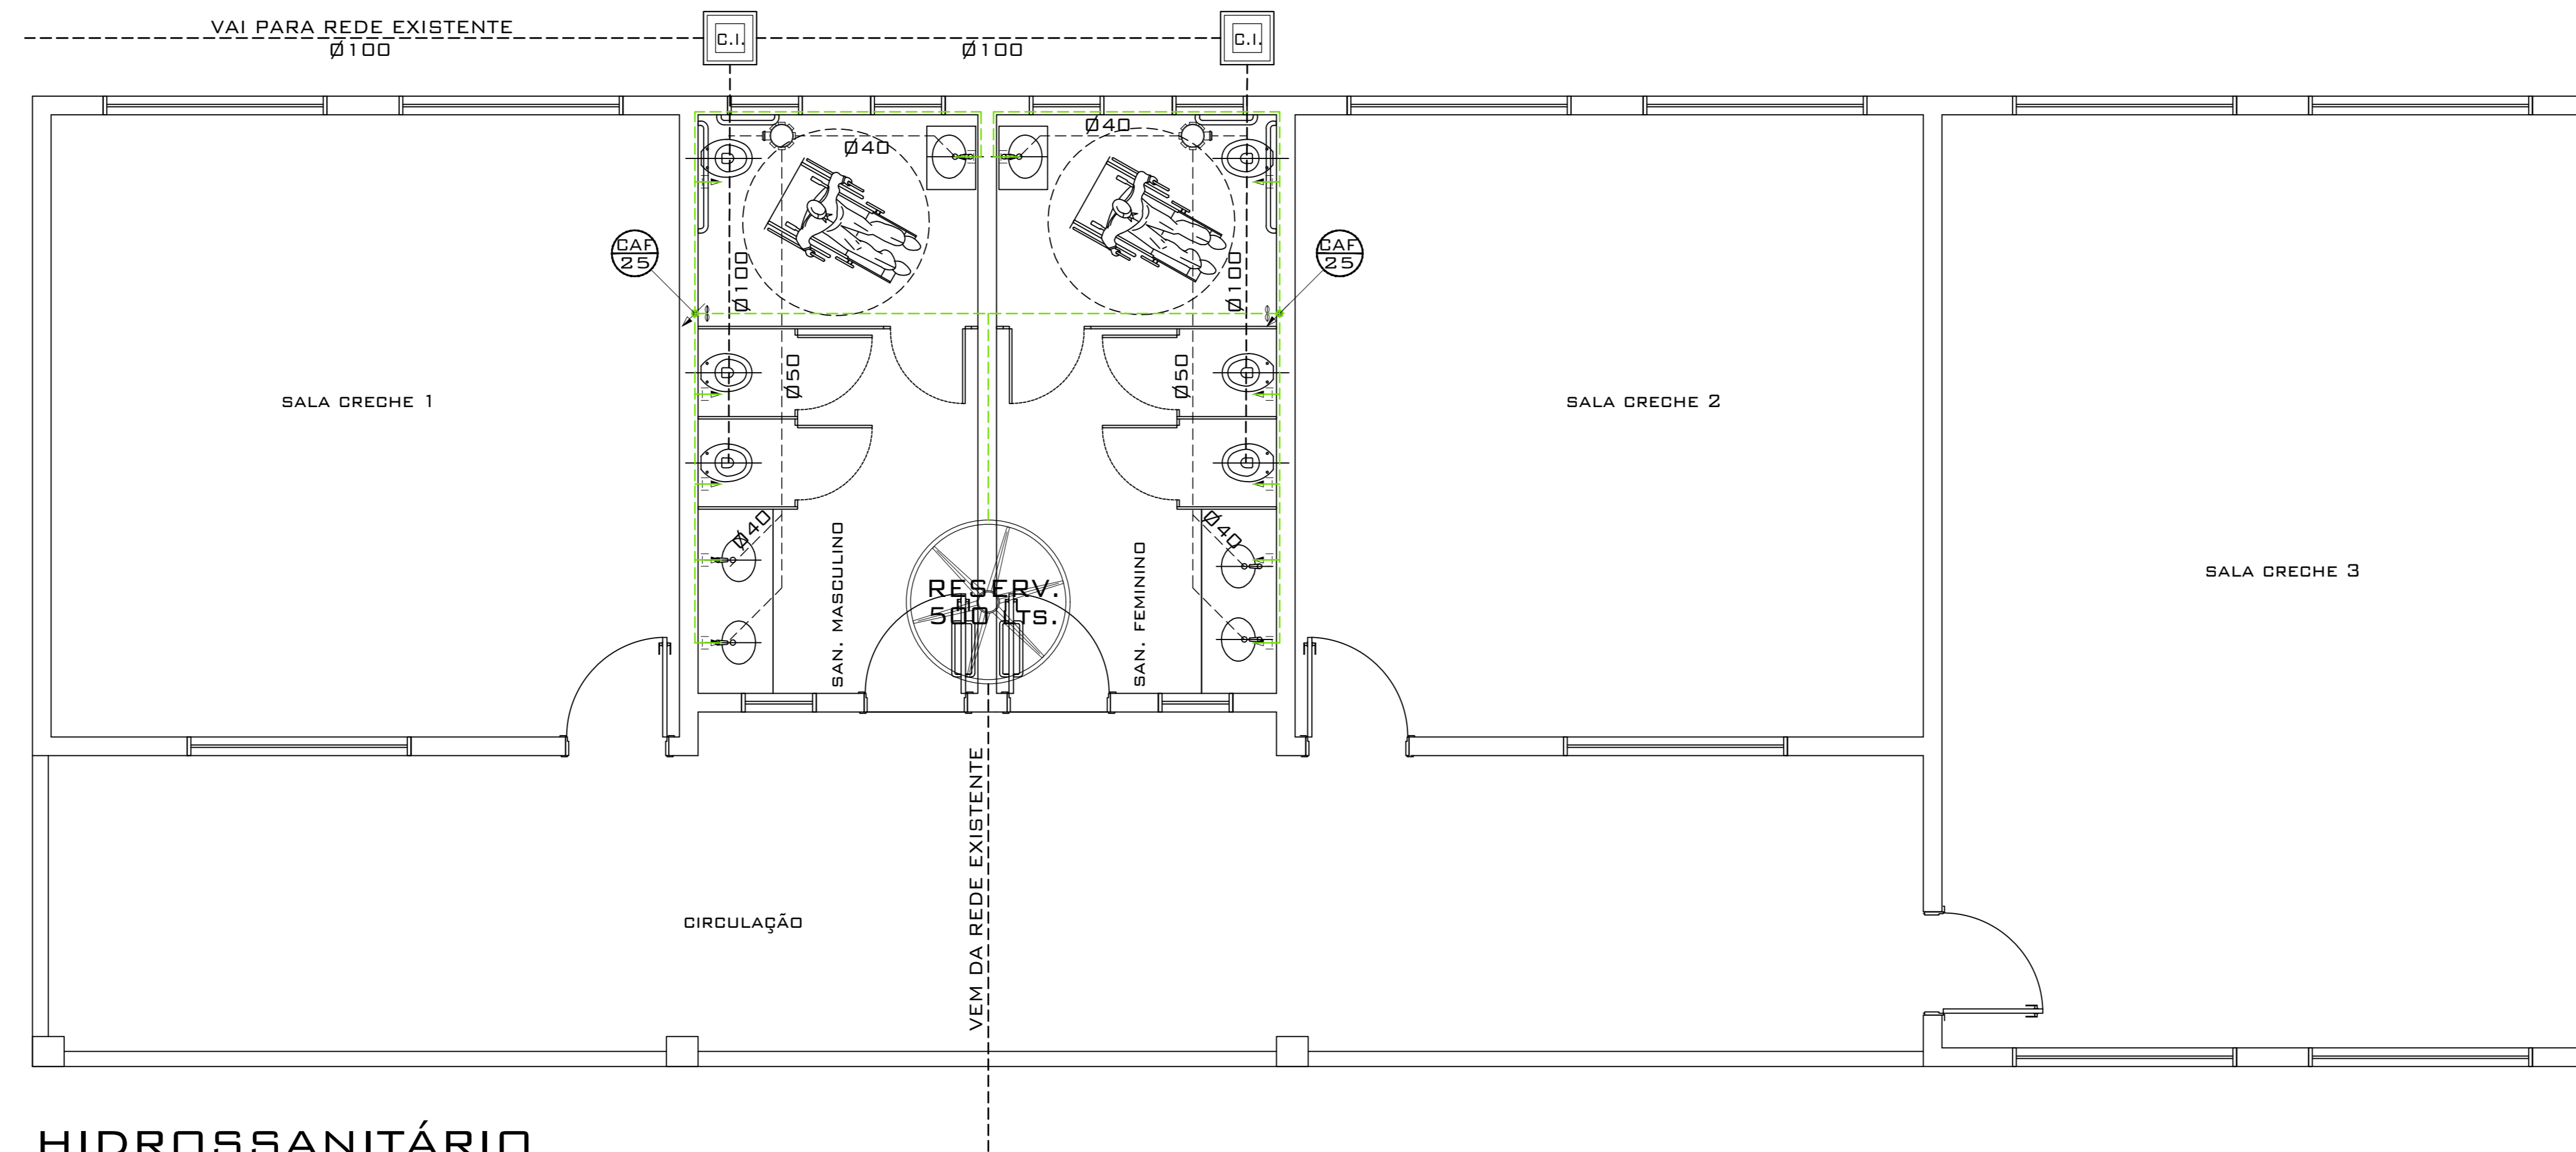 VAI PARA REDE EXISTENTE
Ø100
C.I.
Ø100
C.I.
Ø40
Ø40
CAF
25
CAF
25
Ø100
Ø100
Ø50
Ø50
SALA CRECHE 1
SALA CRECHE 2
Ø40
Ø40
SAN. MASCULINO
SAN. FEMININO
RESERV.
500 LTS.
SALA CRECHE 3
VEM DA REDE EXISTENTE
CIRCULAÇÃO
HIDROSSANITÁRIO